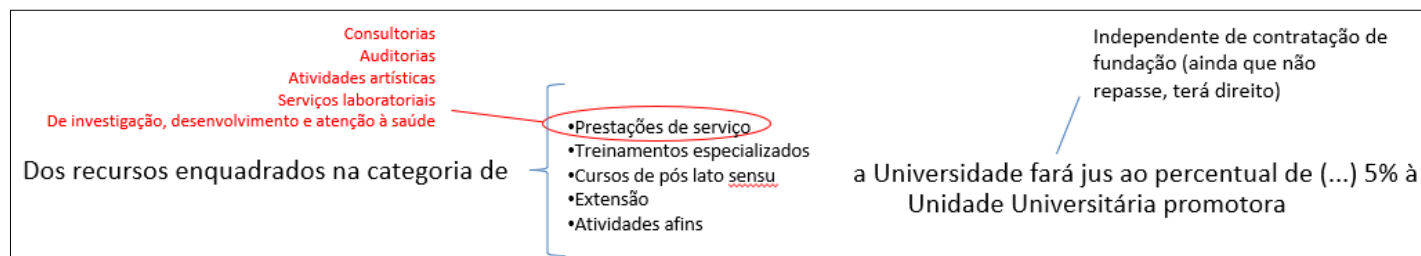 Consultorias
Auditorias
Atividades artísticas
Serviços laboratoriais
De investigação, desenvolvimento e atenção à saúde
Dos recursos enquadrados na categoria de
•Prestações de serviço
•Treinamentos especializados
•Cursos de pós lato sensu
•Extensão
•Atividades afins
Independente de contratação de
fundação (ainda que não
repasse, terá direito)
a Universidade fará jus ao percentual de (...) 5% à
Unidade Universitária promotora